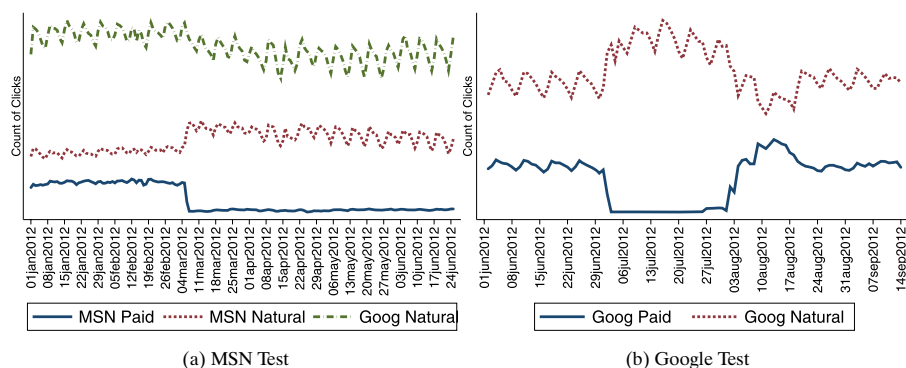 Count of Clicks
01jan2012
08jan2012
15jan2012
22jan2012
29jan2012
05feb2012
12feb2012
19feb2012
26feb2012
04mar2012
11mar2012
18mar2012
25mar2012
01apr2012
08apr2012
15apr2012
22apr2012
29apr2012
06may2012
13may2012
20may2012
27may2012
03jun2012
10jun2012
17jun2012
24jun2012
MSN Paid
MSN Natural
Goog Natural
(a) MSN Test
Count of Clicks
01jun2012
08jun2012
15jun2012
22jun2012
29jun2012
06jul2012
13jul2012
20jul2012
27jul2012
03aug2012
10aug2012
17aug2012
24aug2012
31aug2012
07sep2012
14sep2012
Goog Paid
Goog Natural
(b) Google Test